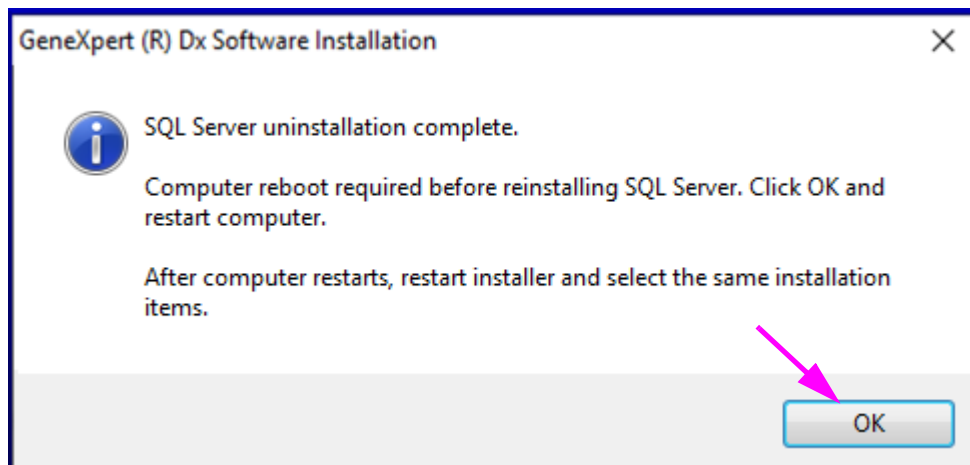 GeneXpert (R) Dx Software Installation
SQL Server uninstallation complete.
Computer reboot required before reinstalling SQL Server. Click OK and
restart computer.
After computer restarts, restart installer and select the same installation
items.
OK